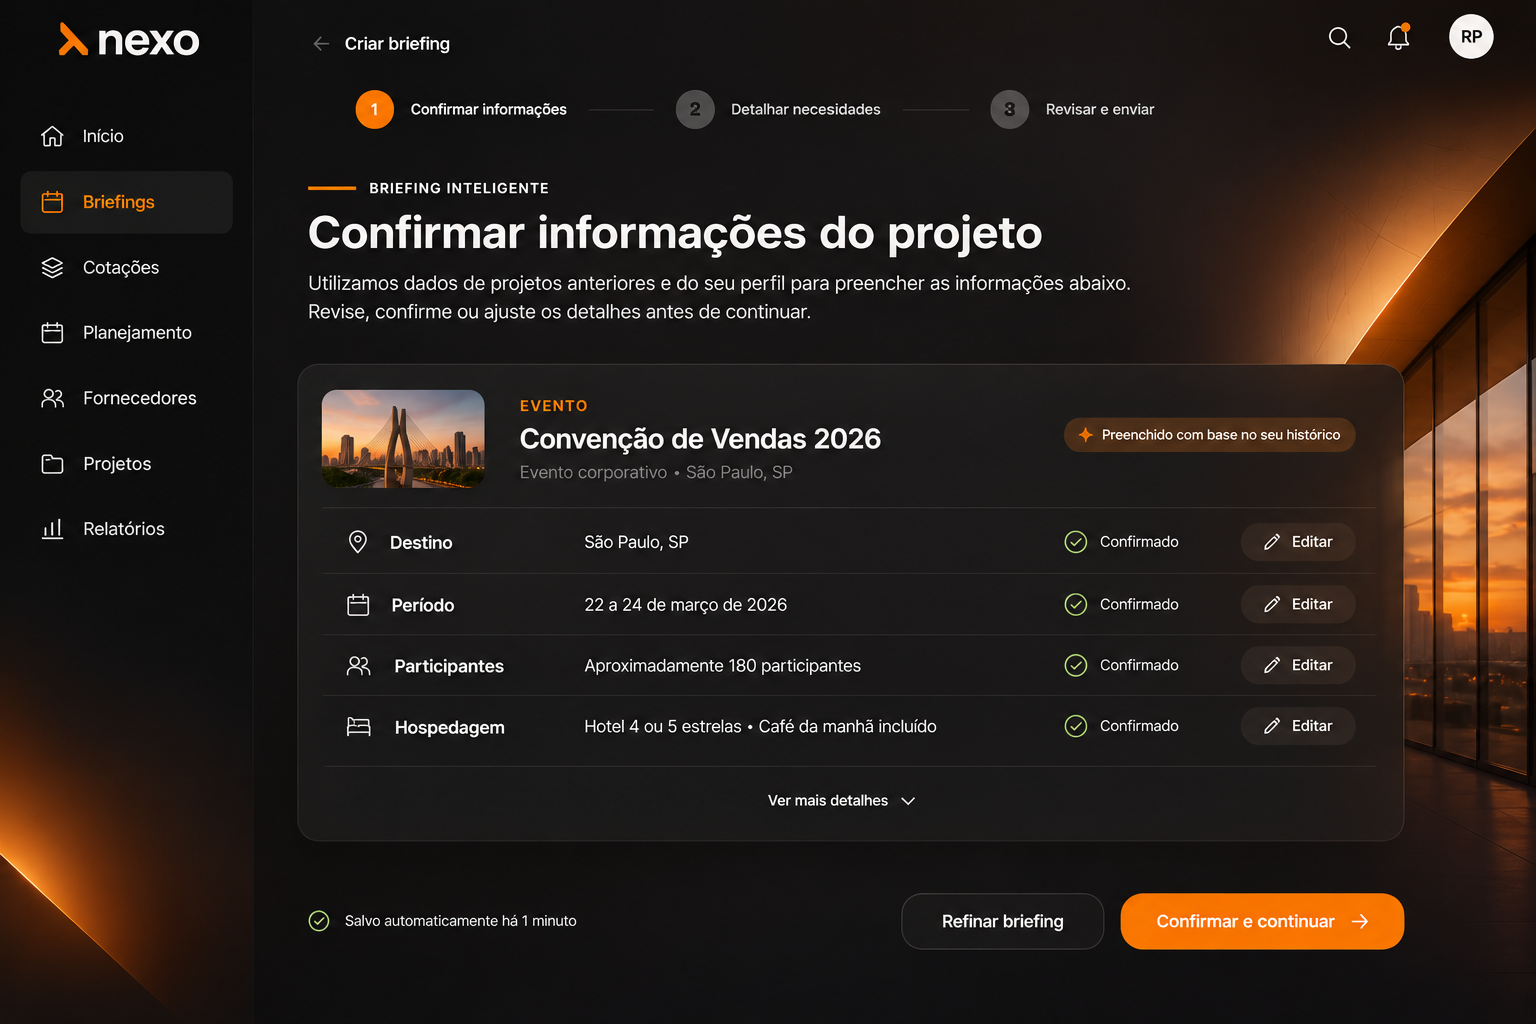 nexo
Criar briefing
RP
1 Confirmar informações
2 Detalhar necesidades
3 Revisar e enviar
Início
Briefings
Cotações
Planejamento
Fornecedores
Projetos
Relatórios
BRIEFING INTELIGENTE
Confirmar informações do projeto
Utilizamos dados de projetos anteriores e do seu perfil para preencher as informações abaixo.
Revise, confirme ou ajuste os detalhes antes de continuar.
EVENTO
Convenção de Vendas 2026
Evento corporativo • São Paulo, SP
Preenchido com base no seu histórico
Destino São Paulo, SP Confirmado Editar
Período 22 a 24 de março de 2026 Confirmado Editar
Participantes Aproximadamente 180 participantes Confirmado Editar
Hospedagem Hotel 4 ou 5 estrelas • Café da manhã incluído Confirmado Editar
Ver mais detalhes
Salvo automaticamente há 1 minuto
Refinar briefing
Confirmar e continuar